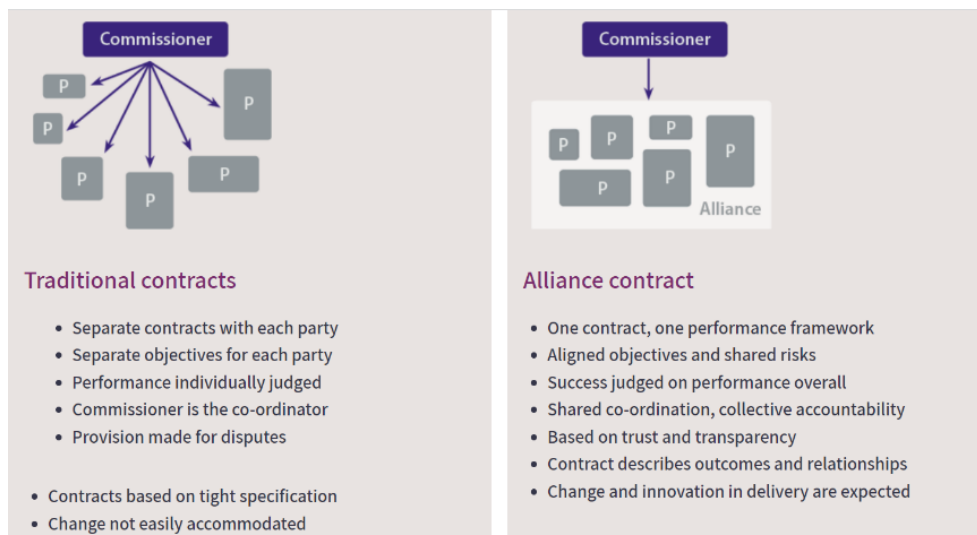 Commissioner
P
P
P
P
P
P
Traditional contracts
• Separate contracts with each party
• Separate objectives for each party
• Performance individually judged
• Commissioner is the co-ordinator
• Provision made for disputes
• Contracts based on tight specification
• Change not easily accommodated
Commissioner
P
P
P
P
P
P
Alliance
Alliance contract
• One contract, one performance framework
• Aligned objectives and shared risks
• Success judged on performance overall
• Shared co-ordination, collective accountability
• Based on trust and transparency
• Contract describes outcomes and relationships
• Change and innovation in delivery are expected